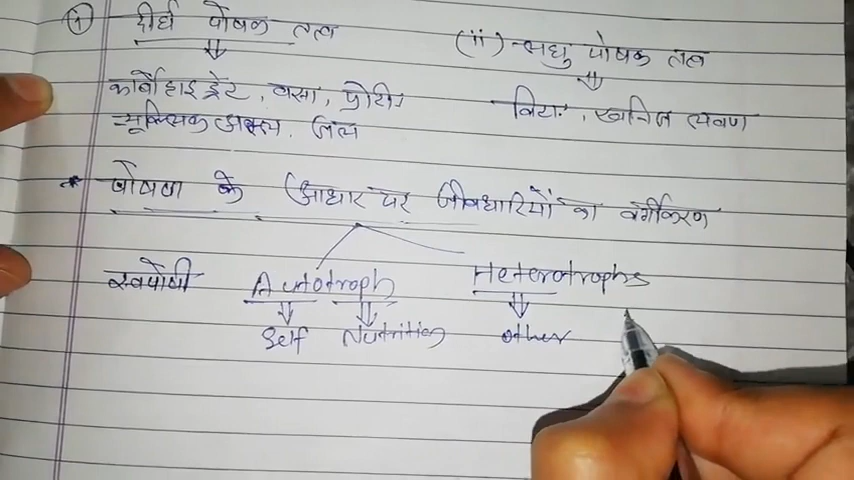 ① दीर्घ पोषक तत्व
(ii) लघु पोषक तत्व
⇓ ⇓
कार्बोहाइड्रेट, वसा, प्रोटीन
न्यूक्लिक अम्ल, जल
विटा॰, खनिज लवण
* पोषण के आधार पर जीवधारियों का वर्गीकरण
स्वपोषी Autotroph Heterotrophs
⇓ ⇓ ⇓
Self Nutrition other